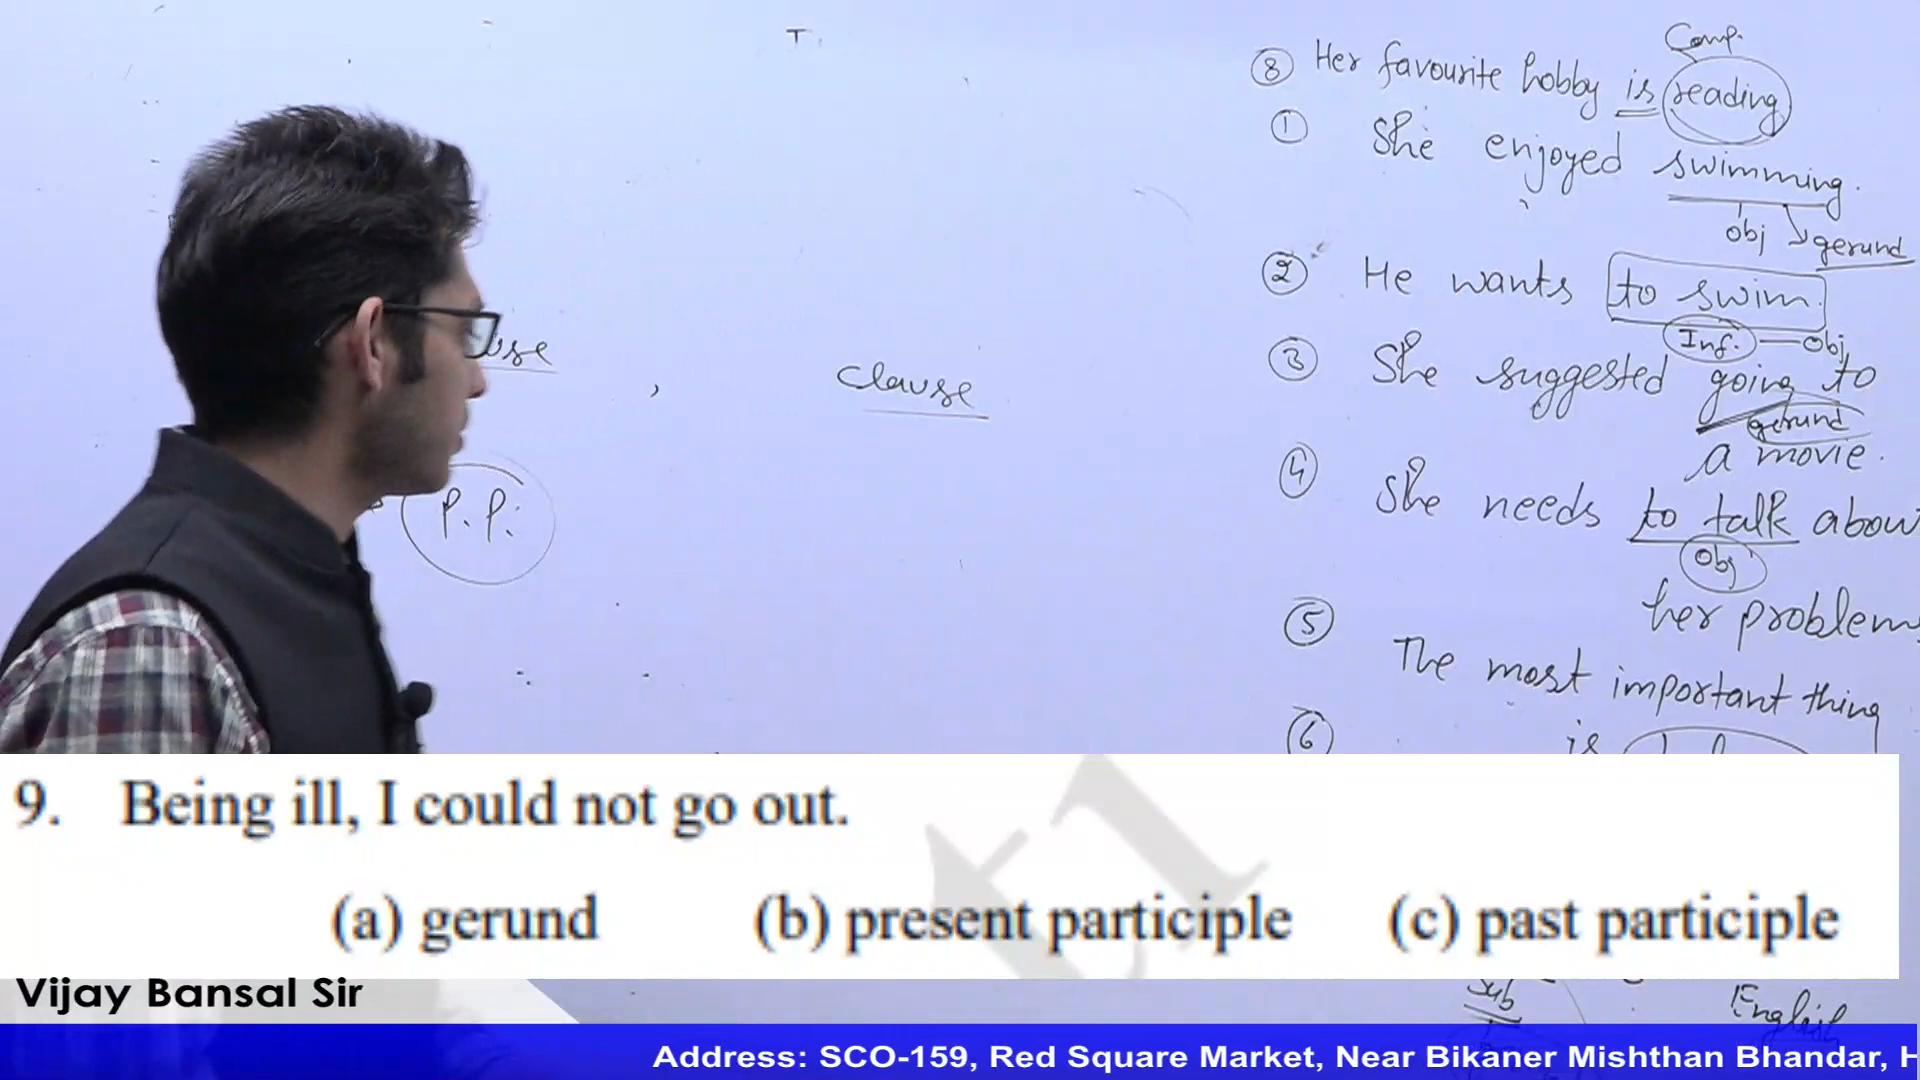 Comp.
⑧ Her favourite hobby is reading
① She enjoyed swimming.
obj gerund
② He wants to swim.
Inf. — Obj
③ She suggested going to
gerund
a movie.
④ She needs to talk about
Obj
her problems
⑤ The most important thing
⑥ is
clause
,
P.P.
9. Being ill, I could not go out.
(a) gerund (b) present participle (c) past participle
Sub
English
Vijay Bansal Sir
Address: SCO-159, Red Square Market, Near Bikaner Mishthan Bhandar, H